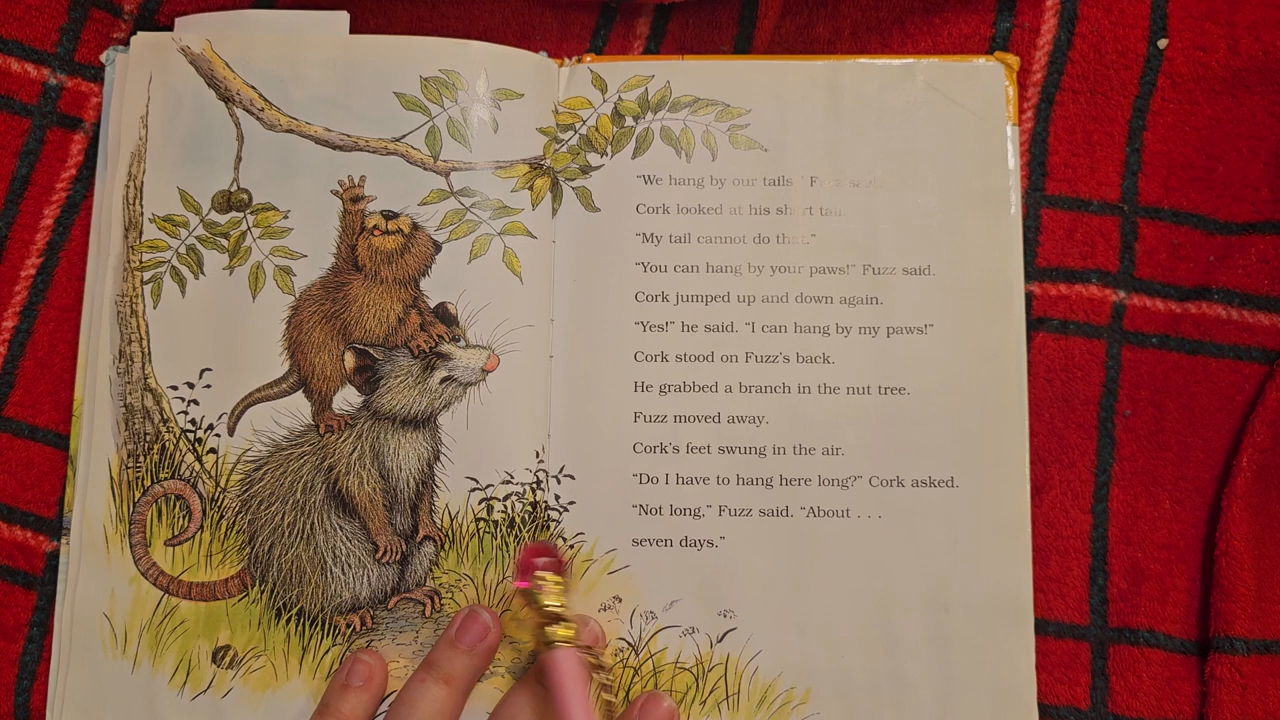 “We hang by our tails
Cork looked at his short tail.
“My tail cannot do that.”
“You can hang by your paws!” Fuzz said.
Cork jumped up and down again.
“Yes!” he said. “I can hang by my paws!”
Cork stood on Fuzz’s back.
He grabbed a branch in the nut tree.
Fuzz moved away.
Cork’s feet swung in the air.
“Do I have to hang here long?” Cork asked.
“Not long,” Fuzz said. “About . . .
seven days.”